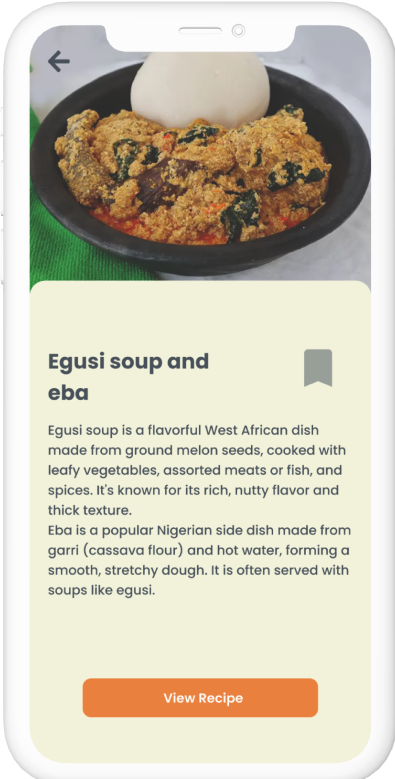 Egusi soup and
eba
Egusi soup is a flavorful West African dish
made from ground melon seeds, cooked with
leafy vegetables, assorted meats or fish, and
spices. It's known for its rich, nutty flavor and
thick texture.
Eba is a popular Nigerian side dish made from
garri (cassava flour) and hot water, forming a
smooth, stretchy dough. It is often served with
soups like egusi.
View Recipe